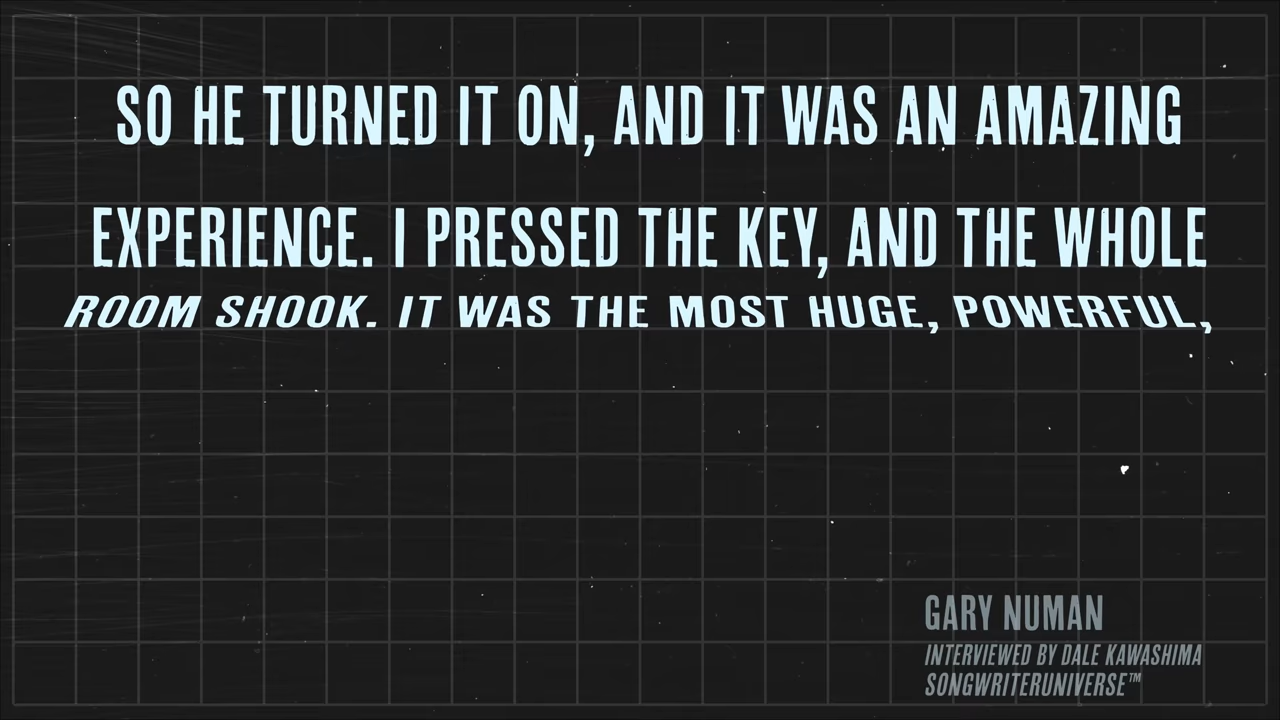 SO HE TURNED IT ON, AND IT WAS AN AMAZING
EXPERIENCE. I PRESSED THE KEY, AND THE WHOLE
ROOM SHOOK. IT WAS THE MOST HUGE, POWERFUL,
GARY NUMAN
INTERVIEWED BY DALE KAWASHIMA
SONGWRITERUNIVERSE™